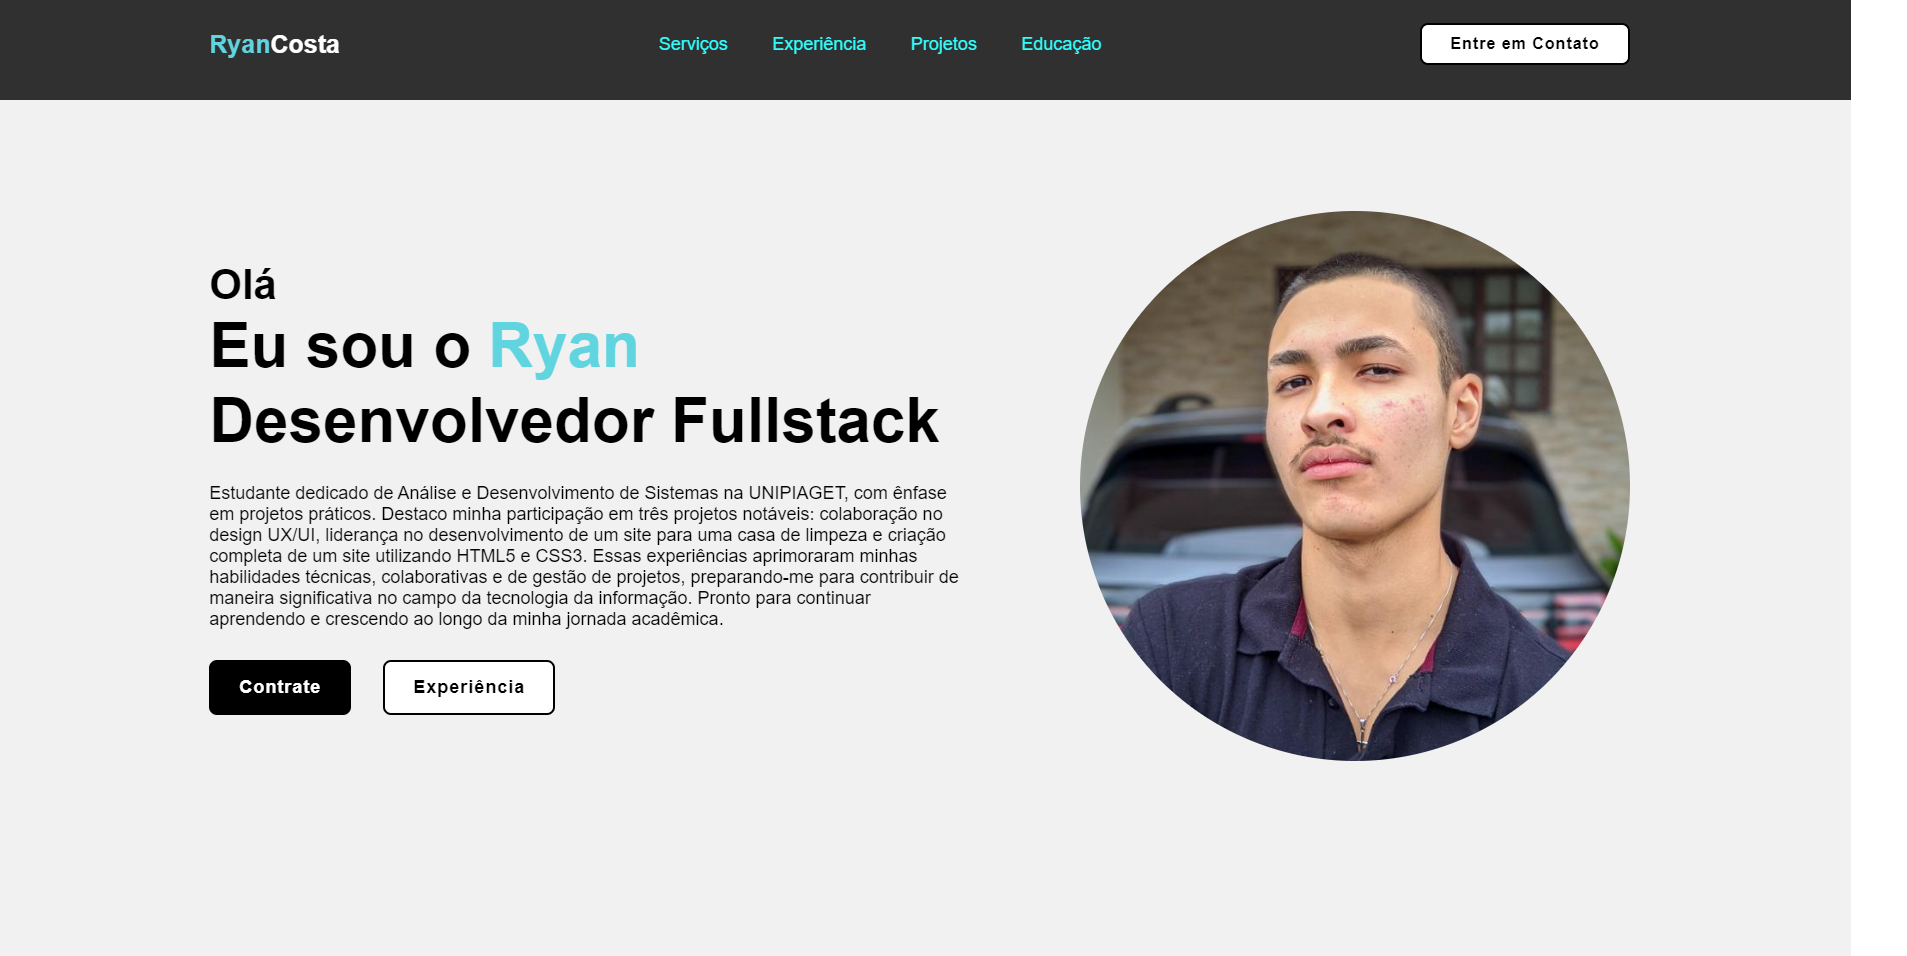 RyanCosta
Serviços
Experiência
Projetos
Educação
Entre em Contato
Olá
Eu sou o Ryan
Desenvolvedor Fullstack
Estudante dedicado de Análise e Desenvolvimento de Sistemas na UNIPIAGET, com ênfase
em projetos práticos. Destaco minha participação em três projetos notáveis: colaboração no
design UX/UI, liderança no desenvolvimento de um site para uma casa de limpeza e criação
completa de um site utilizando HTML5 e CSS3. Essas experiências aprimoraram minhas
habilidades técnicas, colaborativas e de gestão de projetos, preparando-me para contribuir de
maneira significativa no campo da tecnologia da informação. Pronto para continuar
aprendendo e crescendo ao longo da minha jornada acadêmica.
Contrate
Experiência